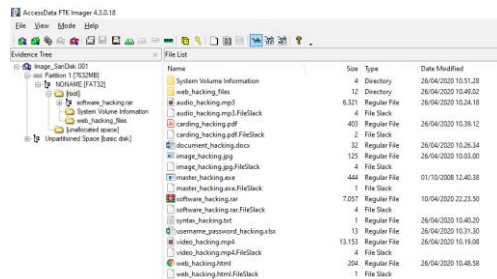 AccessData FTK Imager 4.3.0.18
File View Mode Help
Evidence Tree
Image_SanDisk.001
Partition 1 [7632MB]
NONAME [FAT32]
[root]
software_hacking.rar
System Volume Information
web_hacking_files
[unallocated space]
Unpartitioned Space [basic disk]
File List
Name Size Type Date Modified
System Volume Information 4 Directory 26/04/2020 10.51.28
web_hacking_files 12 Directory 26/04/2020 10.49.02
audio_hacking.mp3 6.321 Regular File 26/04/2020 10.24.18
audio_hacking.mp3.FileSlack 4 File Slack
carding_hacking.pdf 403 Regular File 26/04/2020 10.39.12
carding_hacking.pdf.FileSlack 2 File Slack
document_hacking.docx 32 Regular File 26/04/2020 10.26.34
image_hacking.jpg 125 Regular File 26/04/2020 10.03.00
image_hacking.jpg.FileSlack 4 File Slack
master_hacking.exe 444 Regular File 01/10/2008 12.40.38
master_hacking.exe.FileSlack 1 File Slack
software_hacking.rar 7.057 Regular File 10/04/2020 22.23.50
software_hacking.rar.FileSlack 4 File Slack
syntax_hacking.txt 1 Regular File 26/04/2020 10.40.20
username_password_hacking.xlsx 13 Regular File 26/04/2020 10.31.30
video_hacking.mp4 13.153 Regular File 26/04/2020 10.19.08
video_hacking.mp4.FileSlack 4 File Slack
web_hacking.html 204 Regular File 26/04/2020 10.48.58
web_hacking.html.FileSlack 1 File Slack